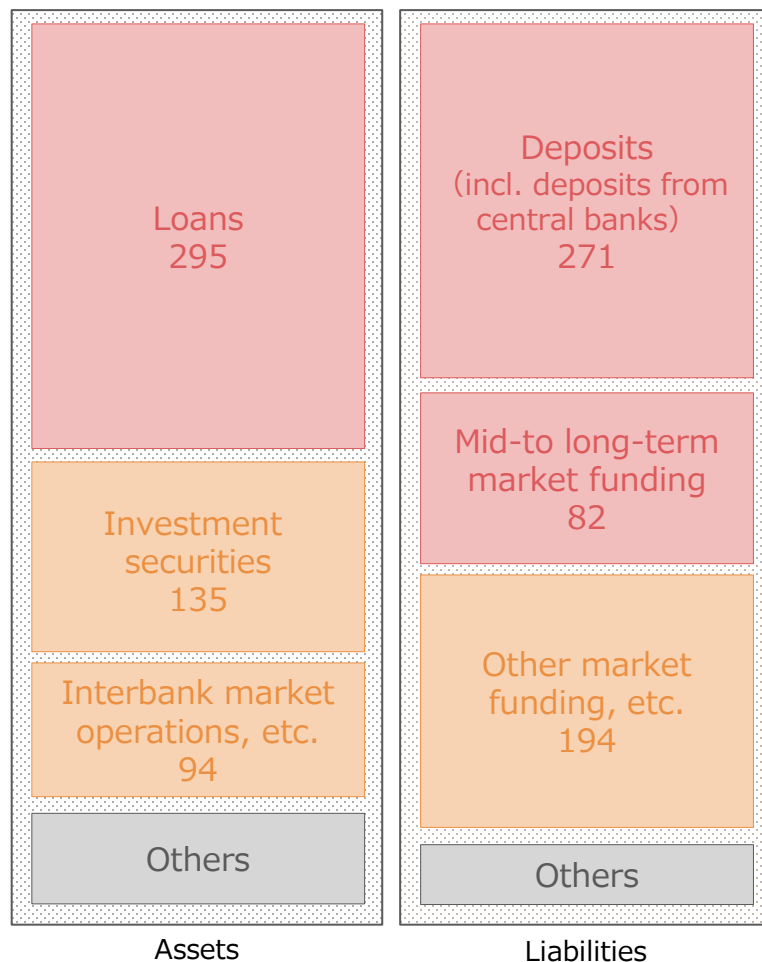 Loans
295
Investment
securities
135
Interbank market
operations, etc.
94
Others
Assets
Deposits
（incl. deposits from
central banks）
271
Mid-to long-term
market funding
82
Other market
funding, etc.
194
Others
Liabilities